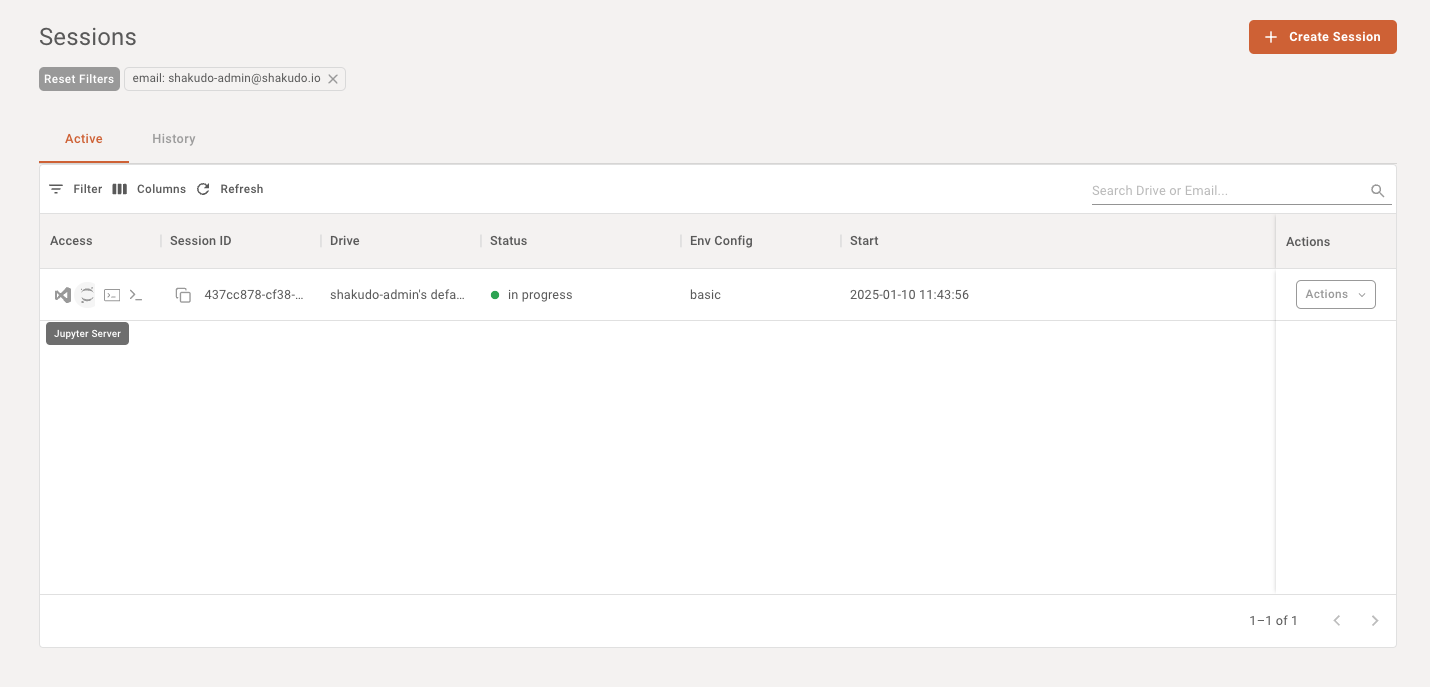 Sessions
Create Session
Reset Filters
email: shakudo-admin@shakudo.io
Active
History
Filter
Columns
Refresh
Search Drive or Email...
Access
Session ID
Drive
Status
Env Config
Start
Actions
437cc878-cf38-...
shakudo-admin's defa...
in progress
basic
2025-01-10 11:43:56
Actions
Jupyter Server
1–1 of 1